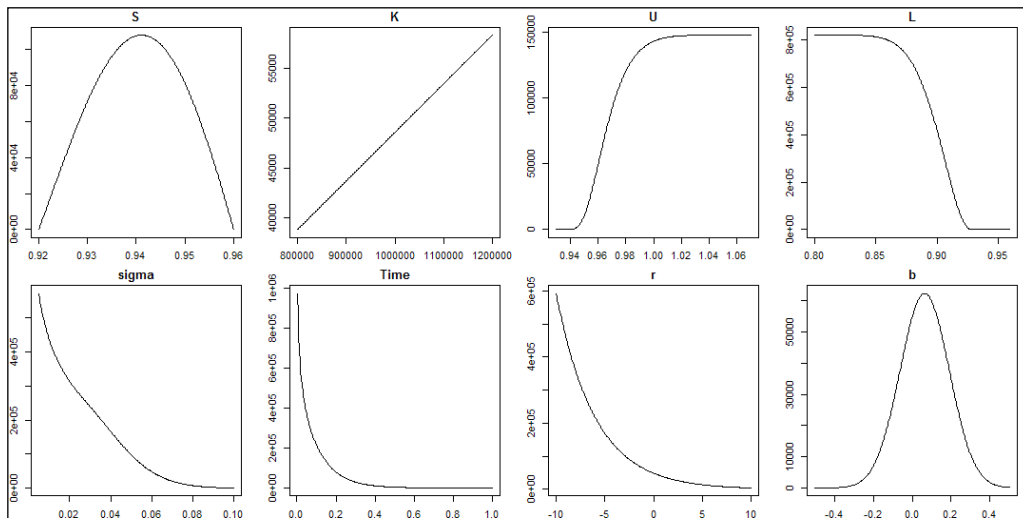 S K U L
0e+00 4e+04 8e+04
40000 45000 50000 55000
0 50000 100000 150000
0e+00 2e+05 4e+05 6e+05 8e+05
0.92 0.93 0.94 0.95 0.96
800000 900000 1000000 1100000 1200000
0.94 0.96 0.98 1.00 1.02 1.04 1.06
0.80 0.85 0.90 0.95
sigma Time r b
0e+00 2e+05 4e+05
0e+00 2e+05 4e+05 6e+05 8e+05 1e+06
0e+00 2e+05 4e+05 6e+05
0 10000 30000 50000
0.02 0.04 0.06 0.08 0.10
0.0 0.2 0.4 0.6 0.8 1.0
-10 -5 0 5 10
-0.4 -0.2 0.0 0.2 0.4